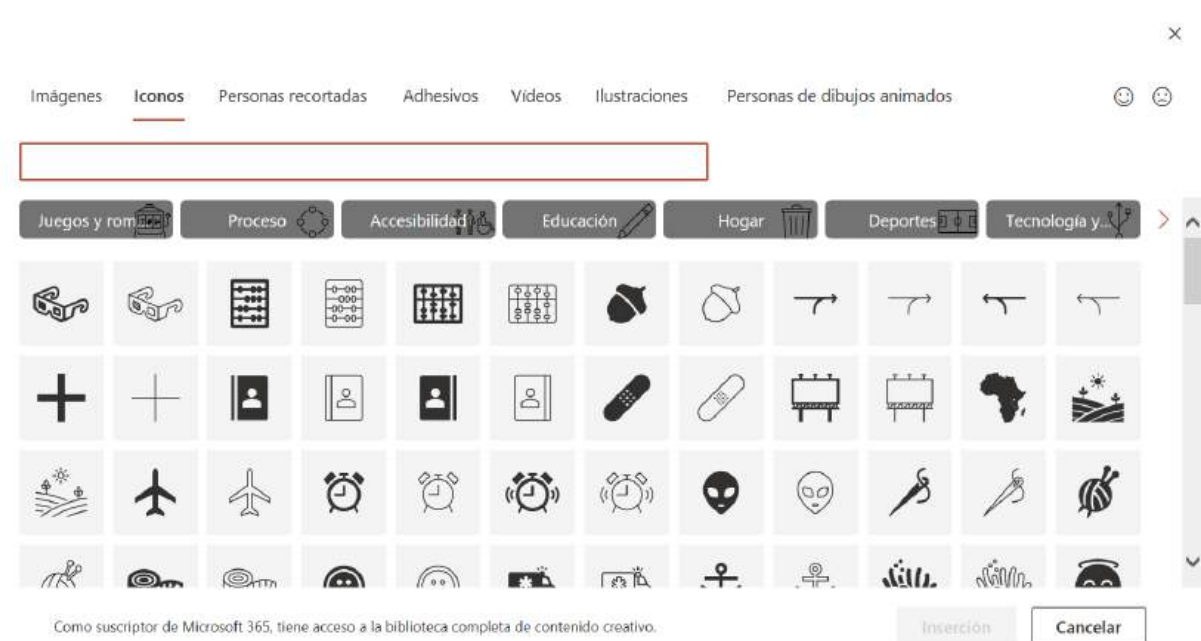 Imágenes Iconos Personas recortadas Adhesivos Vídeos Ilustraciones Personas de dibujos animados
Juegos y rom Proceso Accesibilidad Educación Hogar Deportes Tecnología y...
Como suscriptor de Microsoft 365, tiene acceso a la biblioteca completa de contenido creativo.
Inserción Cancelar